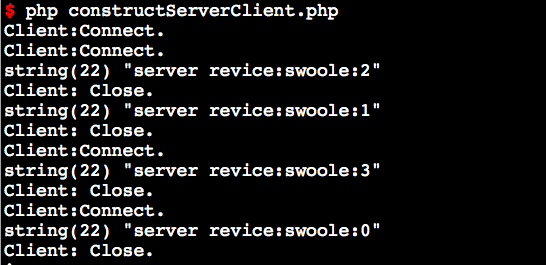 $ php constructServerClient.php
Client:Connect.
Client:Connect.
string(22) "server revice:swoole:2"
Client: Close.
string(22) "server revice:swoole:1"
Client: Close.
Client:Connect.
string(22) "server revice:swoole:3"
Client: Close.
Client:Connect.
string(22) "server revice:swoole:0"
Client: Close.